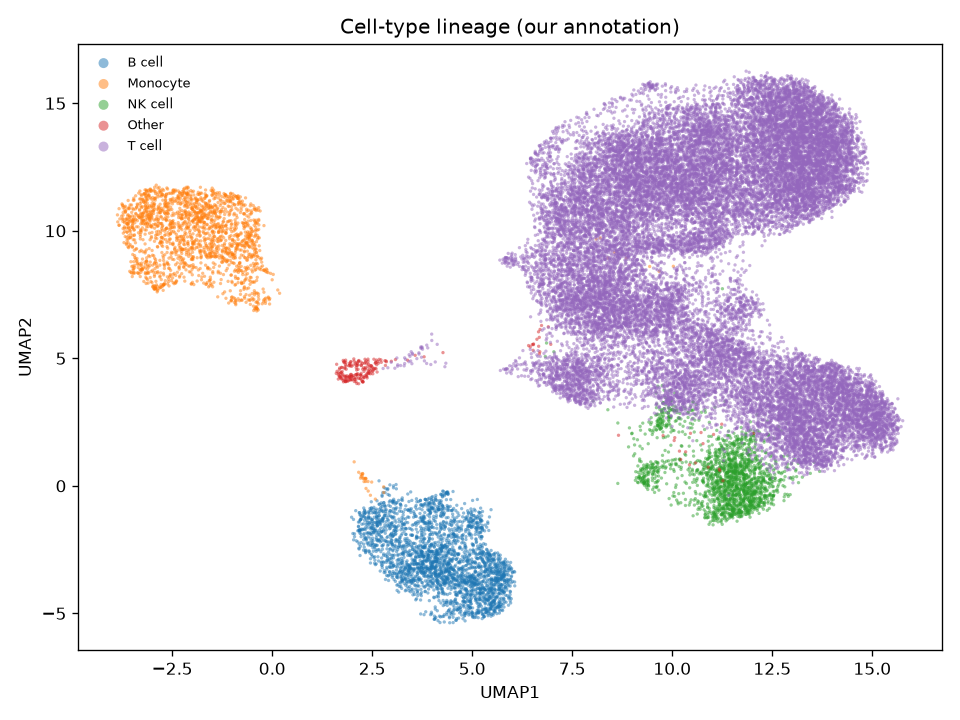 Cell-type lineage (our annotation)
B cell
Monocyte
NK cell
Other
T cell
15
10
5
0
−5
UMAP2
−2.5 0.0 2.5 5.0 7.5 10.0 12.5 15.0
UMAP1